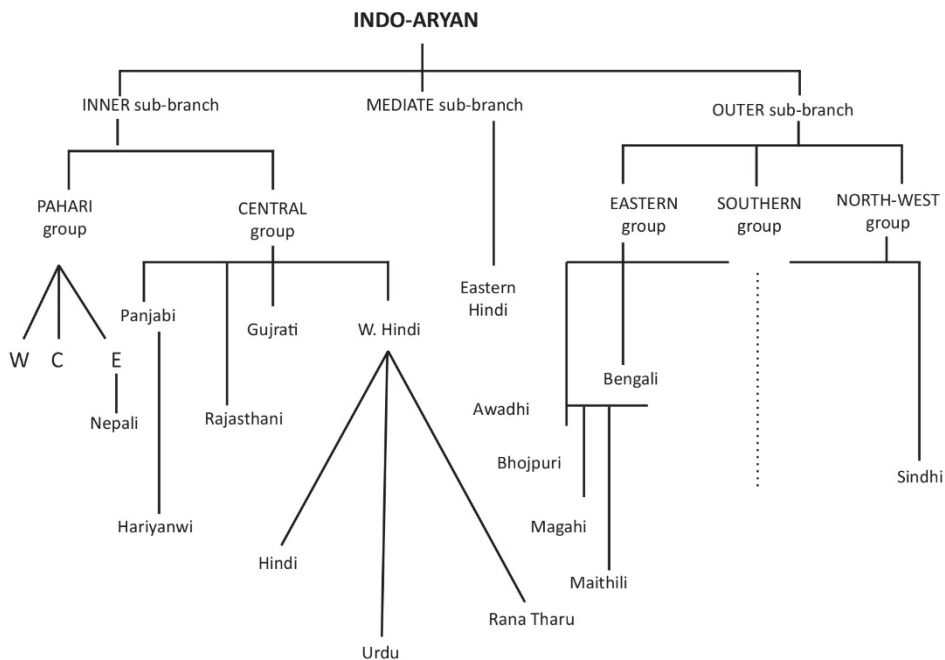 INDO-ARYAN
INNER sub-branch
MEDIATE sub-branch
OUTER sub-branch
PAHARI
group
CENTRAL
group
EASTERN
group
SOUTHERN
group
NORTH-WEST
group
Panjabi
Gujrati
W. Hindi
Eastern
Hindi
W
C
E
Bengali
Nepali
Rajasthani
Awadhi
Bhojpuri
Sindhi
Hariyanwi
Magahi
Hindi
Maithili
Rana Tharu
Urdu